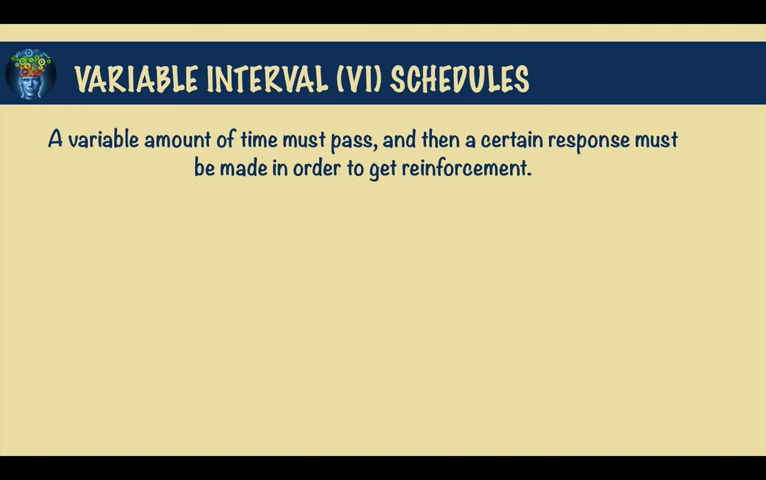 VARIABLE INTERVAL (VI) SCHEDULES
A variable amount of time must pass, and then a certain response must
be made in order to get reinforcement.